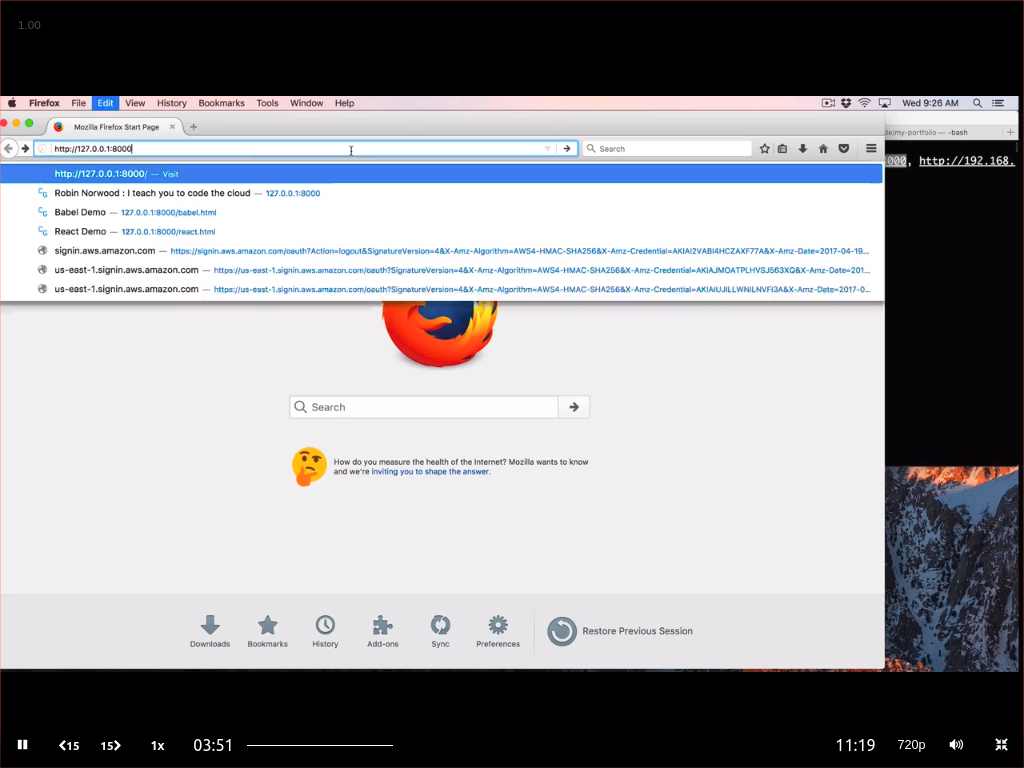 1.00
Firefox File Edit View History Bookmarks Tools Window Help Wed 9:26 AM
Mozilla Firefox Start Page
de/my-portfolio — -bash
http://127.0.0.1:8000 Search
000, http://192.168.
http://127.0.0.1:8000/ — Visit
Robin Norwood : I teach you to code the cloud — 127.0.0.1:8000
Babel Demo — 127.0.0.1:8000/babel.html
React Demo — 127.0.0.1:8000/react.html
signin.aws.amazon.com — https://signin.aws.amazon.com/oauth?Action=logout&SignatureVersion=4&X-Amz-Algorithm=AWS4-HMAC-SHA256&X-Amz-Credential=AKIAI2VABI4HCZAXF77A&X-Amz-Date=2017-04-19...
us-east-1.signin.aws.amazon.com — https://us-east-1.signin.aws.amazon.com/oauth?SignatureVersion=4&X-Amz-Algorithm=AWS4-HMAC-SHA256&X-Amz-Credential=AKIAJMOATPLHVSJ563XQ&X-Amz-Date=201...
us-east-1.signin.aws.amazon.com — https://us-east-1.signin.aws.amazon.com/oauth?SignatureVersion=4&X-Amz-Algorithm=AWS4-HMAC-SHA256&X-Amz-Credential=AKIAIUJILLWNILNVFI3A&X-Amz-Date=2017-0...
Search
How do you measure the health of the Internet? Mozilla wants to know
and we're inviting you to shape the answer.
Downloads Bookmarks History Add-ons Sync Preferences Restore Previous Session
15 15 1x 03:51 11:19 720p